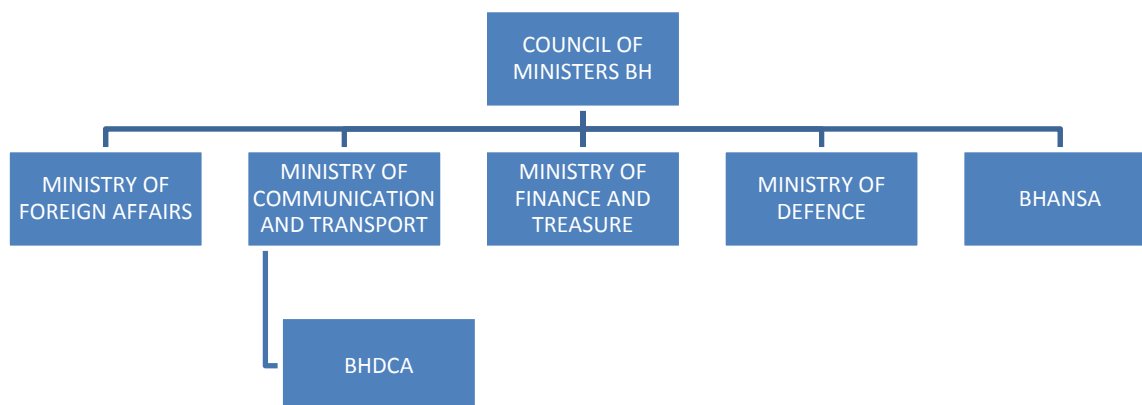 COUNCIL OF
MINISTERS BH
MINISTRY OF
FOREIGN AFFAIRS
MINISTRY OF
COMMUNICATION
AND TRANSPORT
MINISTRY OF
FINANCE AND
TREASURE
MINISTRY OF
DEFENCE
BHANSA
BHDCA